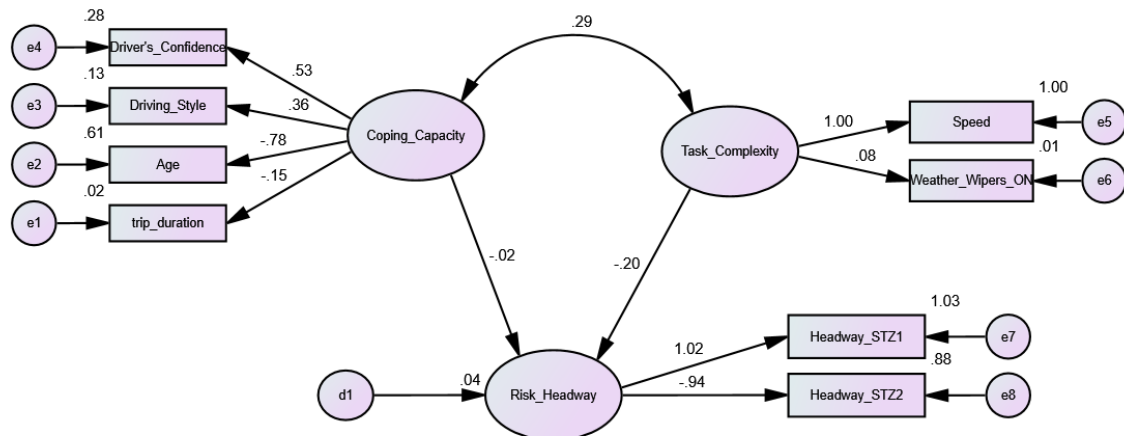 .28
e4
Driver's_Confidence
.53
.13
e3
Driving_Style
.36
.61
e2
Age
-.78
.02
e1
trip_duration
-.15
Coping_Capacity
.29
Task_Complexity
1.00
1.00
Speed
e5
.08
.01
Weather_Wipers_ON
e6
-.02
-.20
d1
.04
Risk_Headway
1.02
1.03
Headway_STZ1
e7
-.94
.88
Headway_STZ2
e8